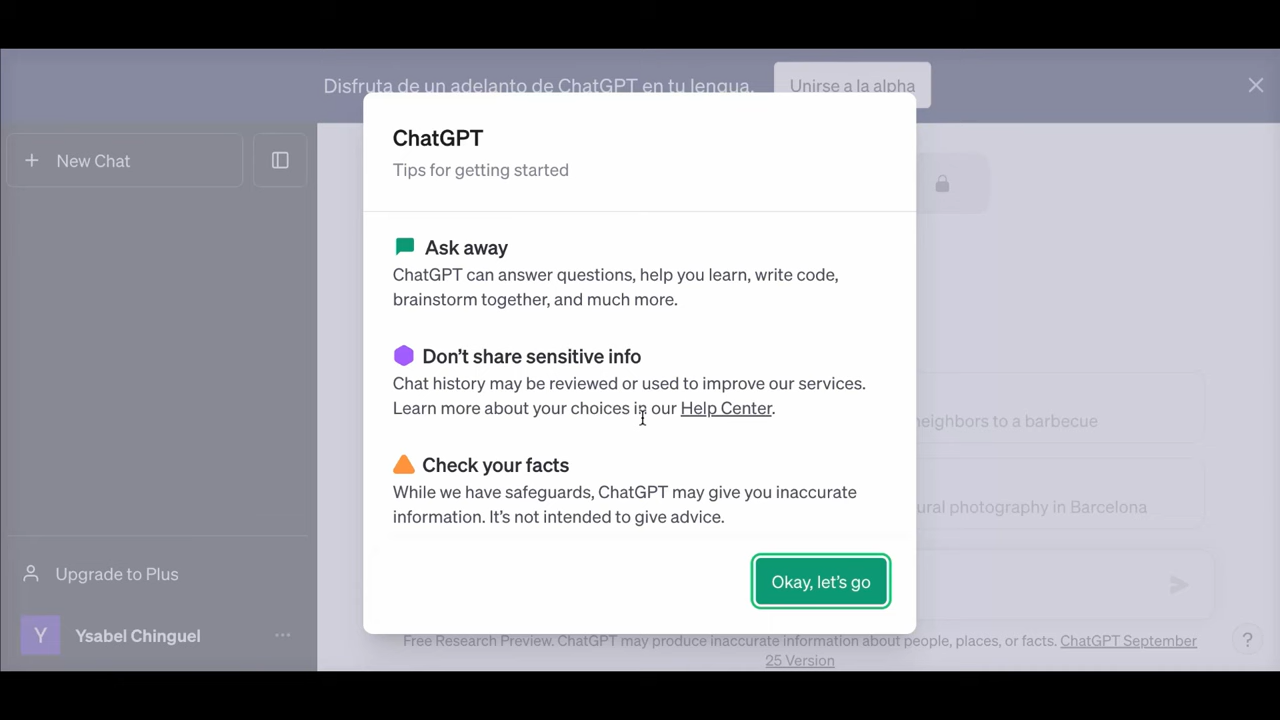 Disfruta de un adelanto de ChatGPT en tu lengua.
Unirse a la alpha
New Chat
ChatGPT
Tips for getting started
Ask away
ChatGPT can answer questions, help you learn, write code,
brainstorm together, and much more.
Don't share sensitive info
Chat history may be reviewed or used to improve our services.
Learn more about your choices in our Help Center.
neighbors to a barbecue
Check your facts
While we have safeguards, ChatGPT may give you inaccurate
information. It's not intended to give advice.
photography in Barcelona
Okay, let's go
Upgrade to Plus
Y
Ysabel Chinguel
Free Research Preview. ChatGPT may produce inaccurate information about people, places, or facts. ChatGPT September
25 Version
?